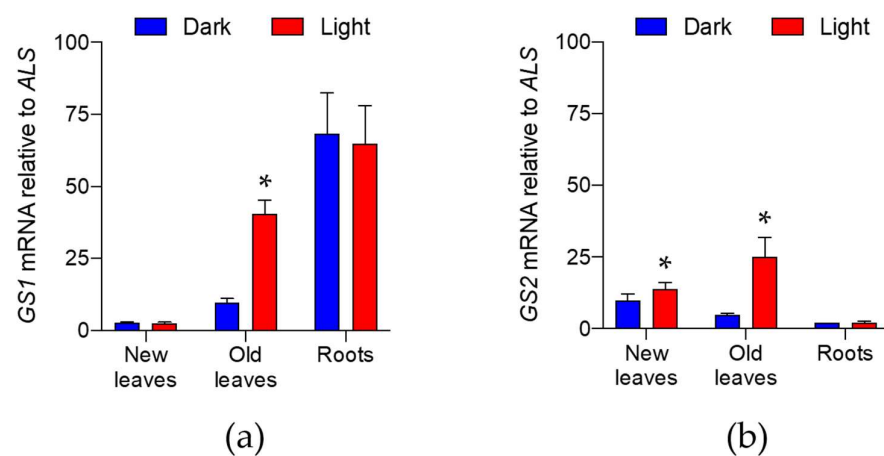 Dark Light
GS1 mRNA relative to ALS
100
75
50
25
0
*
New
leaves
Old
leaves
Roots
(a)
Dark Light
GS2 mRNA relative to ALS
100
75
50
25
0
*
*
New
leaves
Old
leaves
Roots
(b)